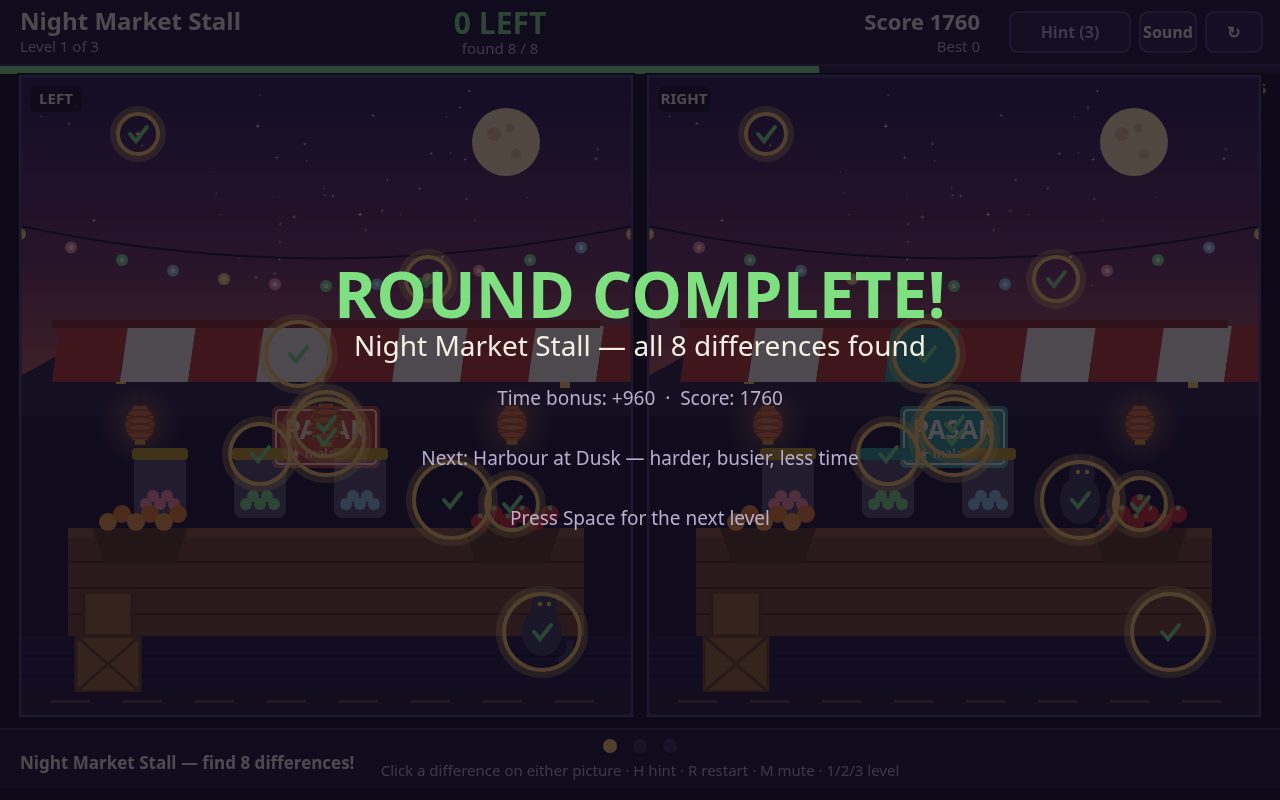 Night Market Stall
Level 1 of 3
0 LEFT
found 8 / 8
Score 1760
Best 0
Hint (3)
Sound
↻
LEFT
RIGHT
ROUND COMPLETE!
Night Market Stall — all 8 differences found
Time bonus: +960 · Score: 1760
PASAR
Next: Harbour at Dusk — harder, busier, less time
Press Space for the next level
Night Market Stall — find 8 differences!
Click a difference on either picture · H hint · R restart · M mute · 1/2/3 level